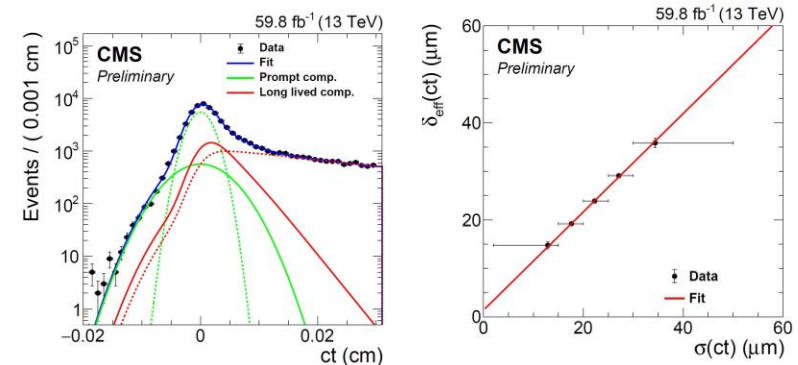 59.8 fb⁻¹ (13 TeV)
CMS
Preliminary
Data
Fit
Prompt comp.
Long lived comp.
Events / ( 0.001 cm)
10⁵
10⁴
10³
10²
10
1
-0.02
0
0.02
ct (cm)
59.8 fb⁻¹ (13 TeV)
CMS
Preliminary
δeff(ct) (μm)
60
40
20
0
Data
Fit
0
20
40
60
σ(ct) (μm)